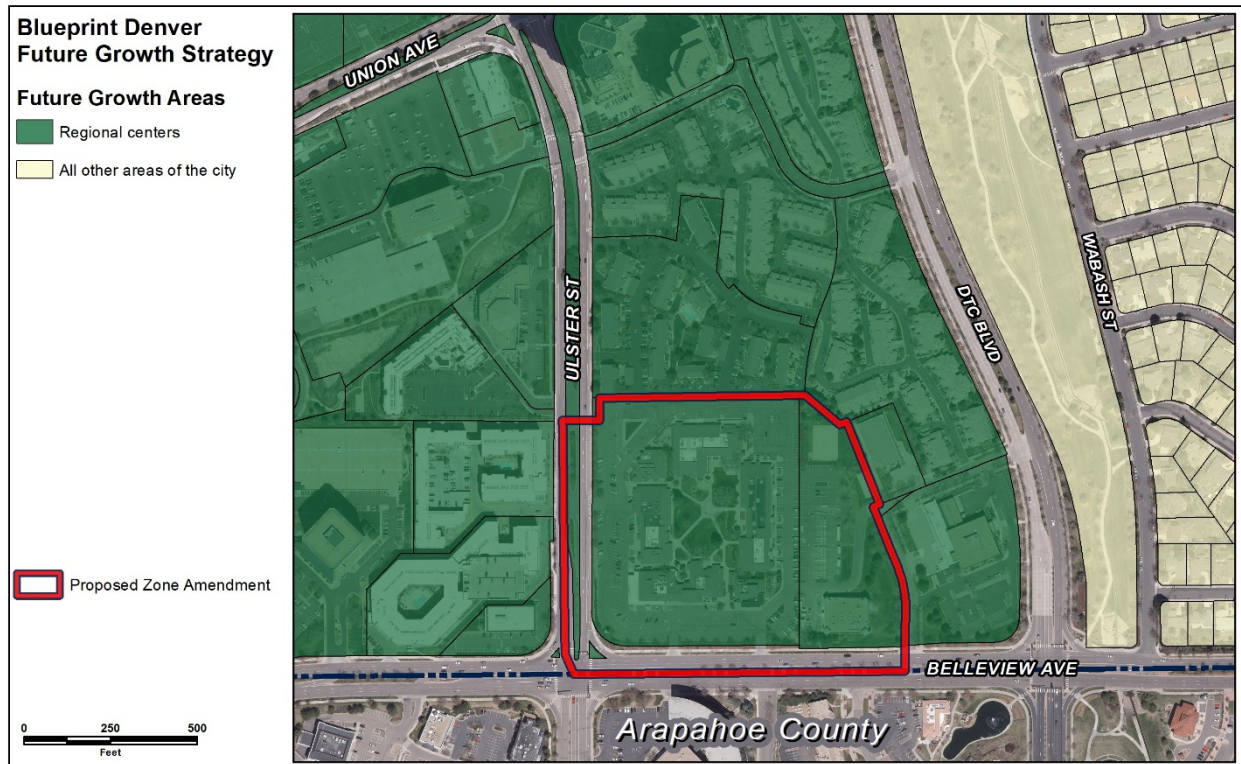 Blueprint Denver
Future Growth Strategy
Future Growth Areas
Regional centers
All other areas of the city
Proposed Zone Amendment
0 250 500
Feet
UNION AVE
ULSTER ST
DTC BLVD
WABASH ST
BELLEVIEW AVE
Arapahoe County